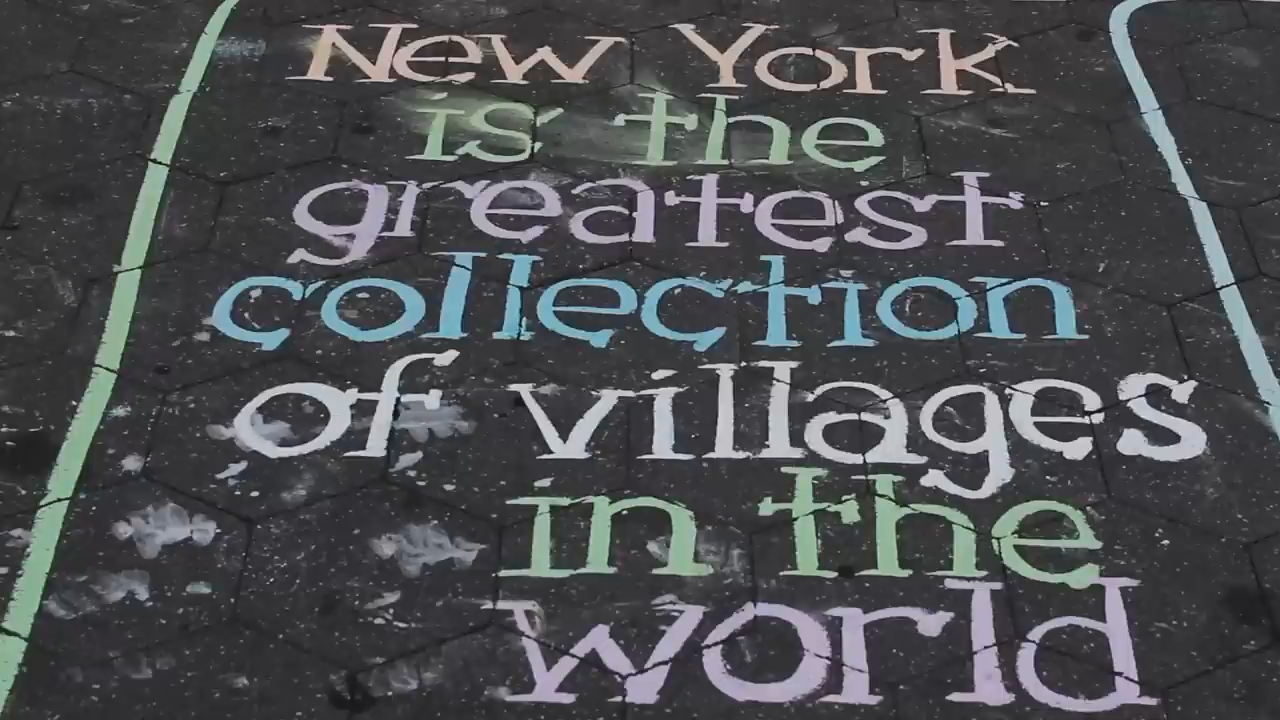 New York
is the
greatest
collection
of villages
in the
world